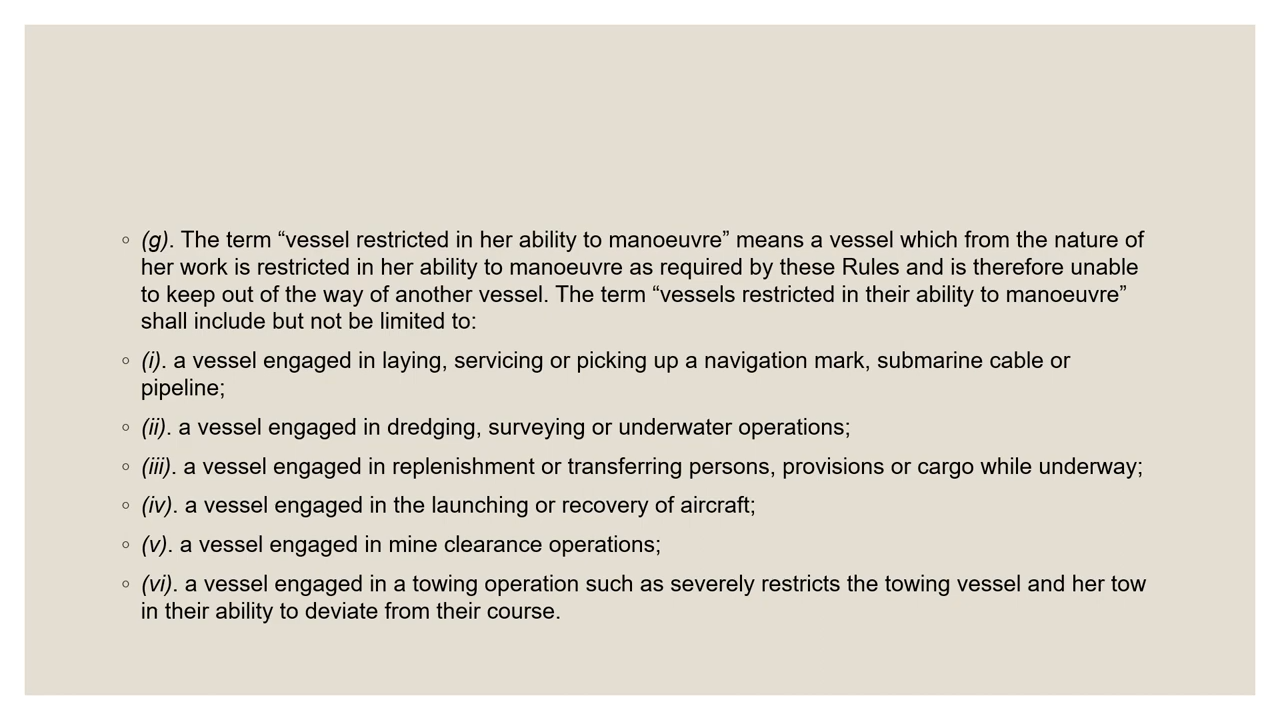 ◦ (g). The term “vessel restricted in her ability to manoeuvre” means a vessel which from the nature of
her work is restricted in her ability to manoeuvre as required by these Rules and is therefore unable
to keep out of the way of another vessel. The term “vessels restricted in their ability to manoeuvre”
shall include but not be limited to:
◦ (i). a vessel engaged in laying, servicing or picking up a navigation mark, submarine cable or
pipeline;
◦ (ii). a vessel engaged in dredging, surveying or underwater operations;
◦ (iii). a vessel engaged in replenishment or transferring persons, provisions or cargo while underway;
◦ (iv). a vessel engaged in the launching or recovery of aircraft;
◦ (v). a vessel engaged in mine clearance operations;
◦ (vi). a vessel engaged in a towing operation such as severely restricts the towing vessel and her tow
in their ability to deviate from their course.